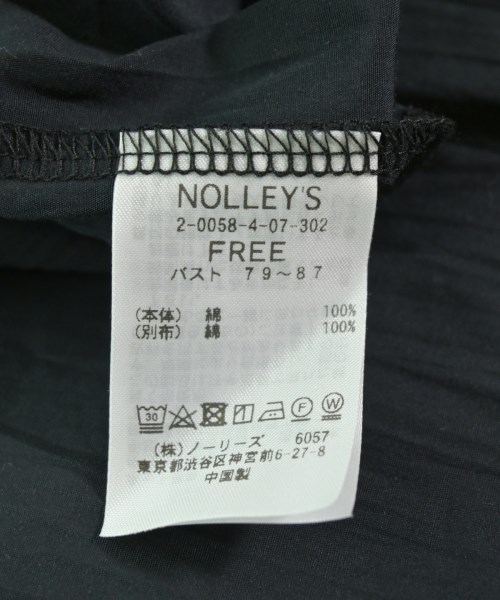 NOLLEY'S
2-0058-4-07-302
FREE
バスト 79～87
(本体) 綿 100%
(別布) 綿 100%
30 F W
(株)ノーリーズ 6057
東京都渋谷区神宮前6-27-8
中国製